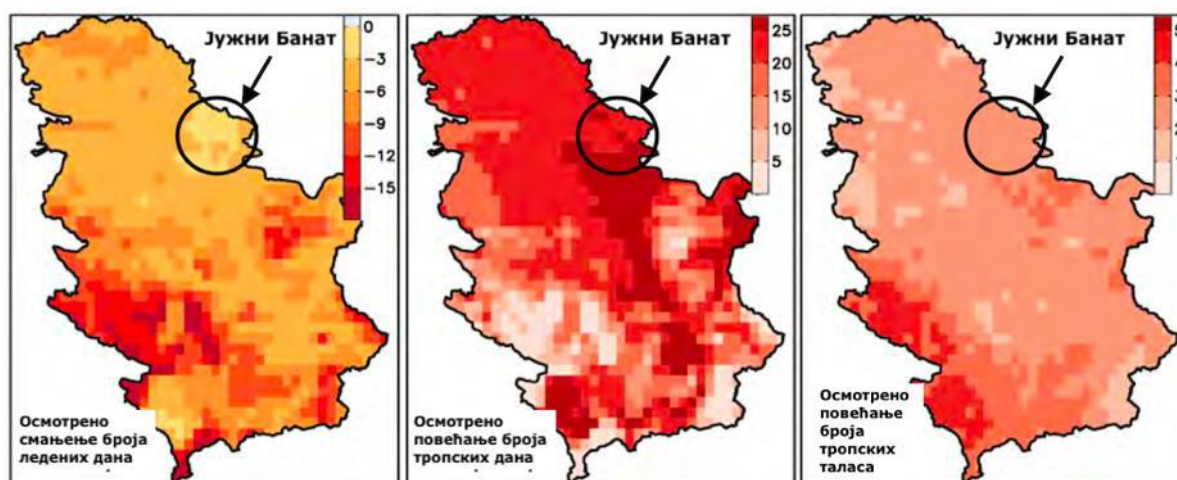 Јужни Банат
0
−3
−6
−9
−12
−15
Осмотрено
смањење броја
ледених дана
Јужни Банат
25
20
15
10
5
Осмотрено
повећање броја
тропских дана
Јужни Банат
Осмотрено
повећање
броја
тропских
таласа